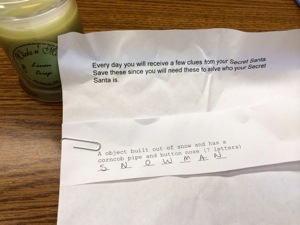 Every day you will receive a few clues from your Secret Santa
Save these since you will need these to solve who your Secret
Santa is.
A object built out of snow and has a
corncob pipe and button nose (7 letters)
S N O W M A N